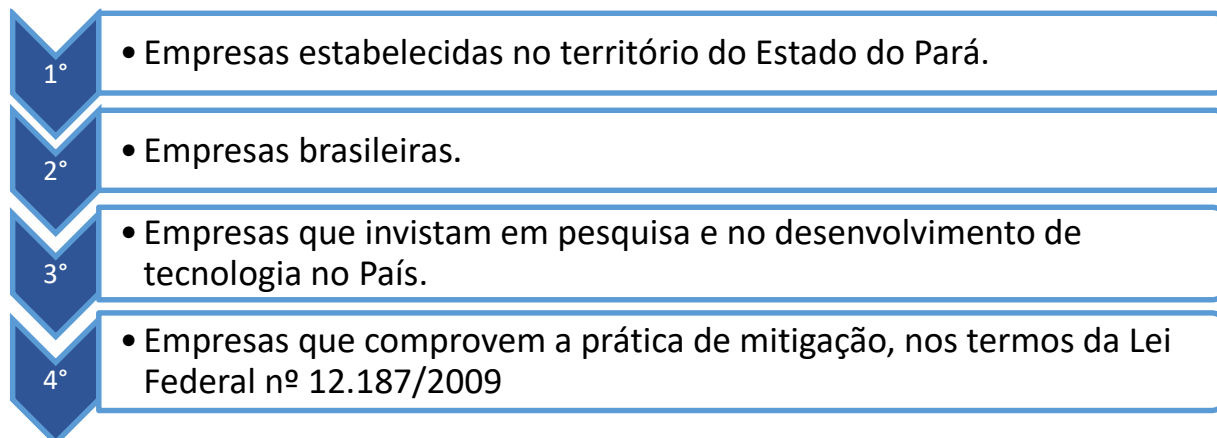 1°
• Empresas estabelecidas no território do Estado do Pará.
2°
• Empresas brasileiras.
3°
• Empresas que invistam em pesquisa e no desenvolvimento de
tecnologia no País.
4°
• Empresas que comprovem a prática de mitigação, nos termos da Lei
Federal nº 12.187/2009